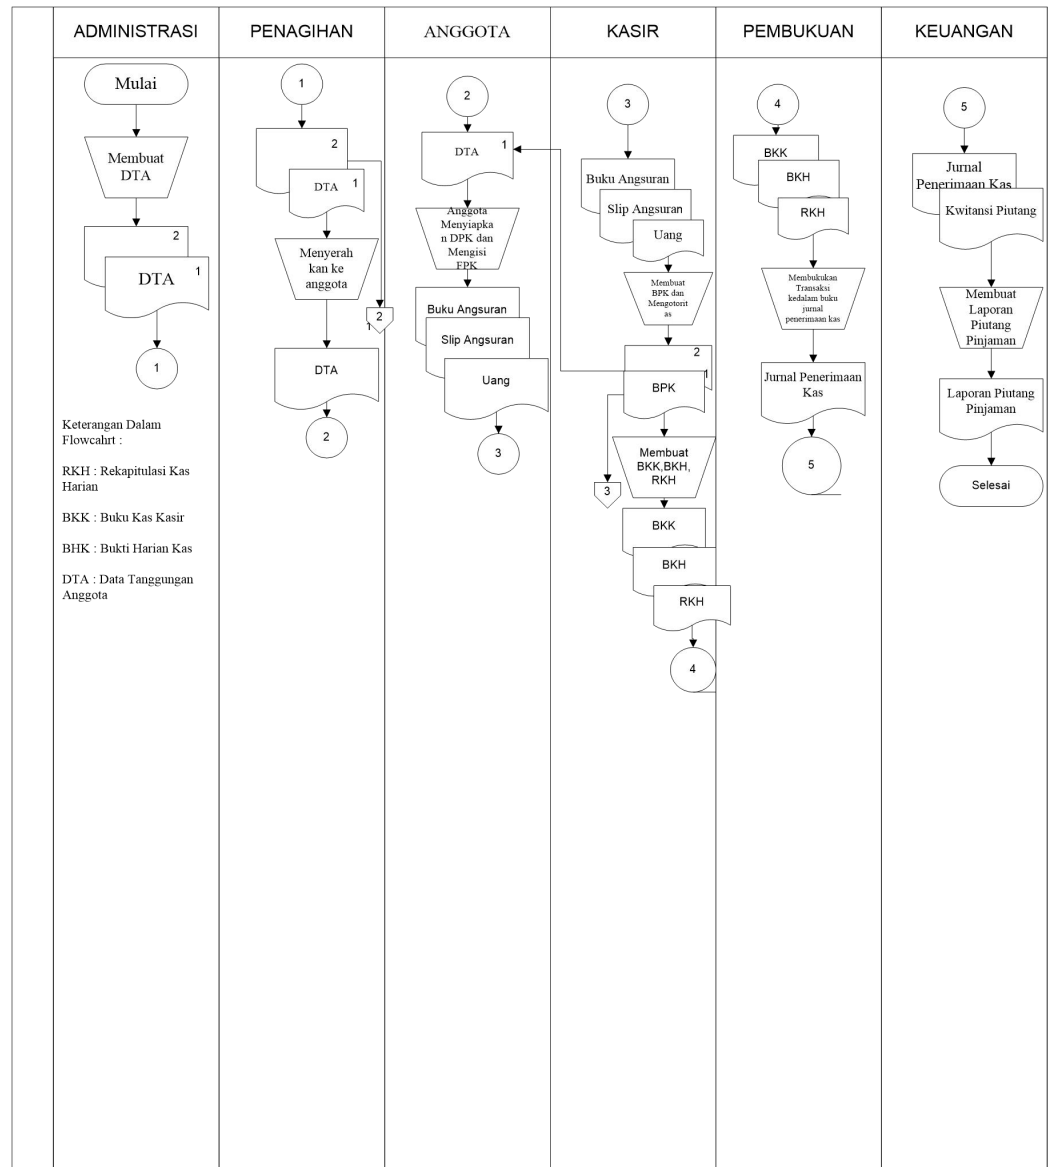 ADMINISTRASI
PENAGIHAN
ANGGOTA
KASIR
PEMBUKUAN
KEUANGAN
Mulai
Membuat
DTA
2
DTA
1
1
Keterangan Dalam
Flowcahrt :
RKH : Rekapitulasi Kas
Harian
BKK : Buku Kas Kasir
BHK : Bukti Harian Kas
DTA : Data Tanggungan
Anggota
1
2
DTA
1
Menyerah
kan ke
anggota
2
1
DTA
2
2
DTA
1
Anggota
Menyiapka
n DPK dan
Mengisi
FPK
Buku Angsuran
Slip Angsuran
Uang
3
3
Buku Angsuran
Slip Angsuran
Uang
Membuat
BPK dan
Mengotorit
as
2
1
BPK
Membuat
BKK,BKH,
RKH
3
BKK
BKH
RKH
4
4
BKK
BKH
RKH
Membukukan
Transaksi
kedalam buku
jurnal
penerimaan kas
Jurnal Penerimaan
Kas
5
5
Jurnal
Penerimaan Kas
Kwitansi Piutang
Membuat
Laporan
Piutang
Pinjaman
Laporan Piutang
Pinjaman
Selesai